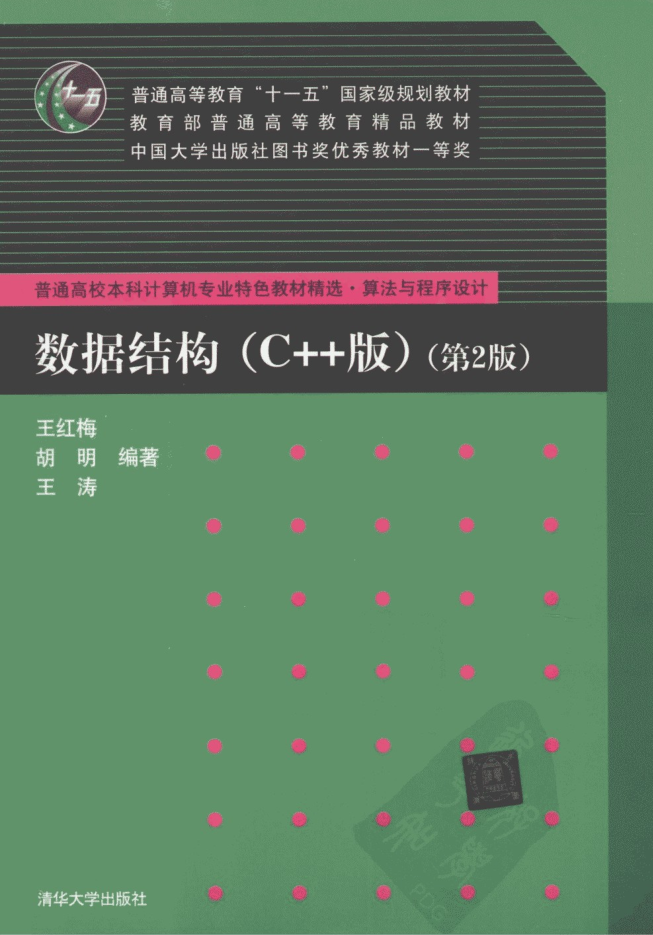 十一五
普通高等教育“十一五”国家级规划教材
教育部普通高等教育精品教材
中国大学出版社图书奖优秀教材一等奖
普通高校本科计算机专业特色教材精选·算法与程序设计
数据结构（C++版）（第2版）
王红梅
胡 明 编著
王 涛
PDG
清华大学出版社